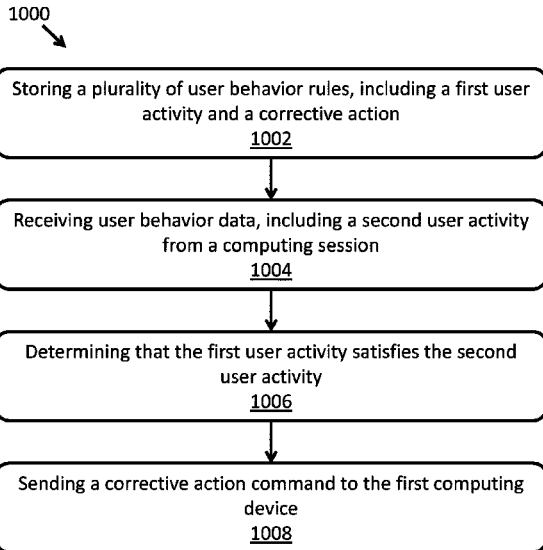 1000
Storing a plurality of user behavior rules, including a first user
activity and a corrective action
1002
Receiving user behavior data, including a second user activity
from a computing session
1004
Determining that the first user activity satisfies the second
user activity
1006
Sending a corrective action command to the first computing
device
1008